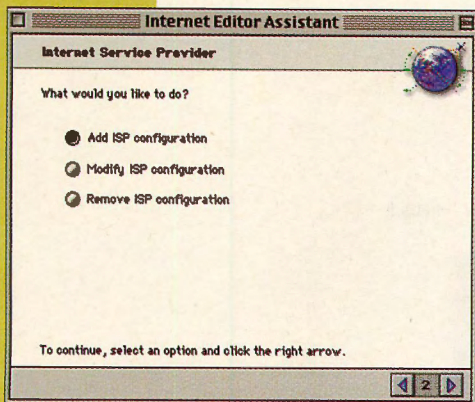 Internet Editor Assistant
Internet Service Provider
What would you like to do?
Add ISP configuration
Modify ISP configuration
Remove ISP configuration
To continue, select an option and click the right arrow.
2